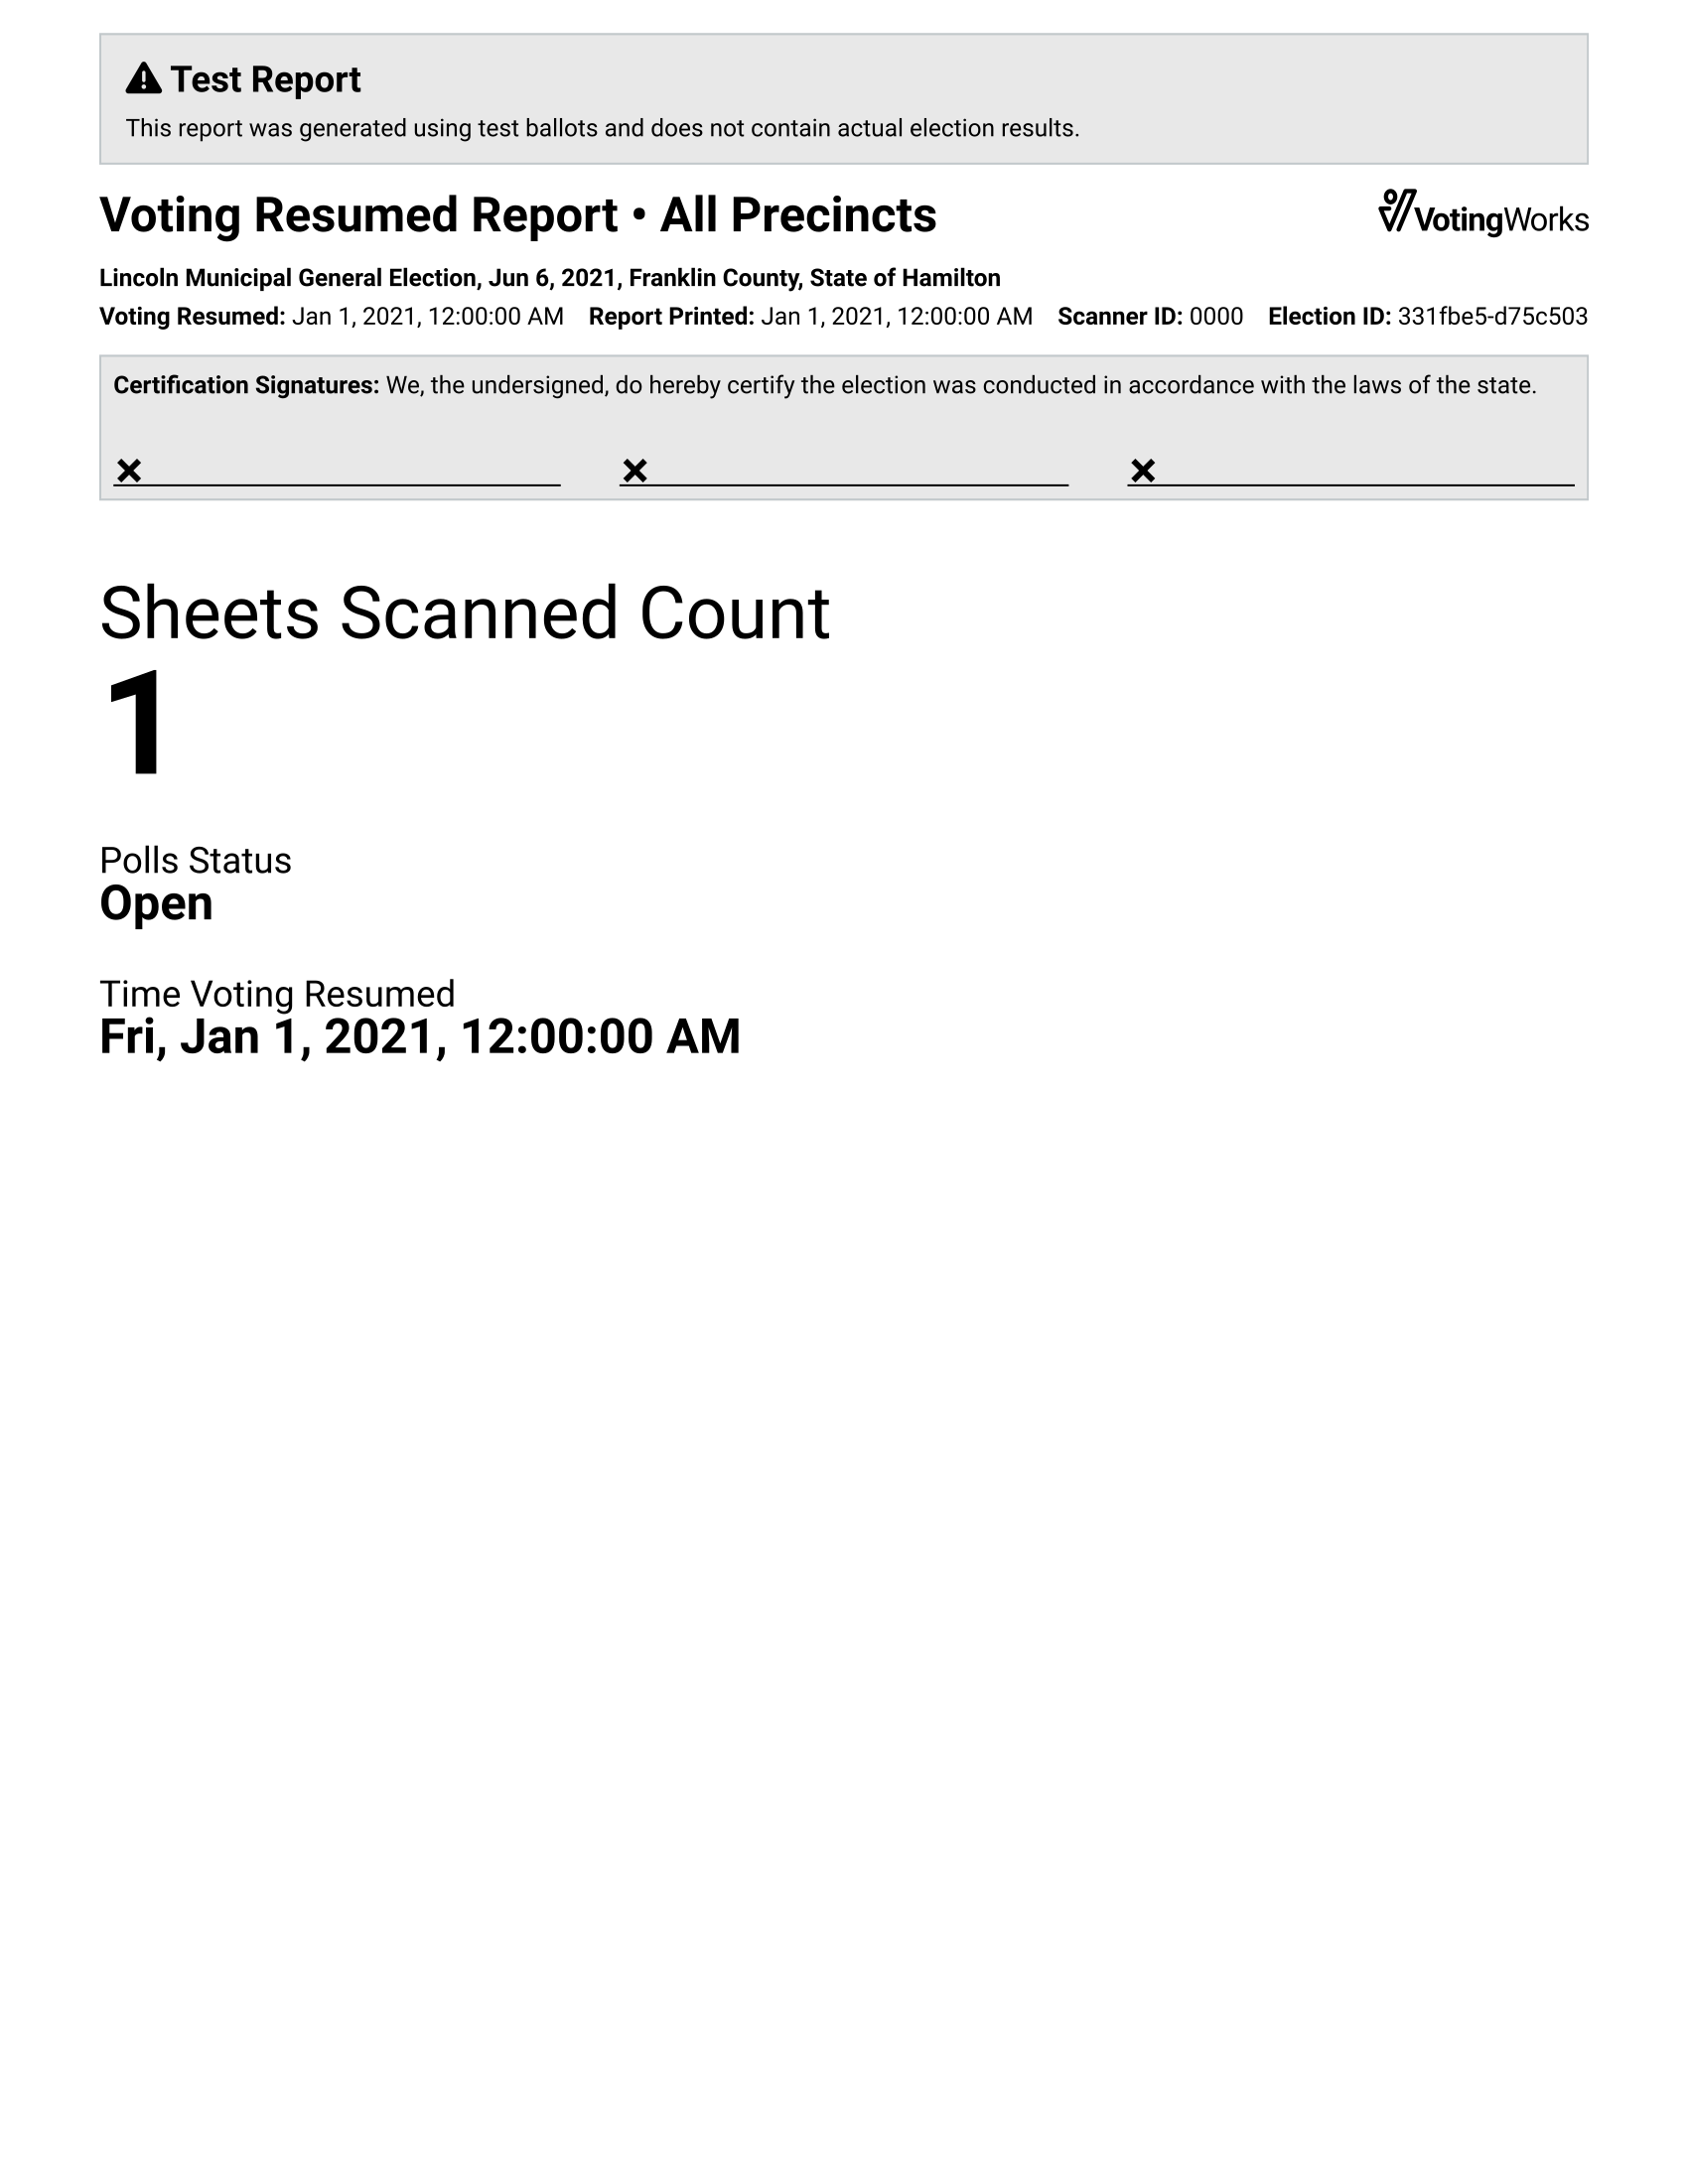 Test Report
This report was generated using test ballots and does not contain actual election results.
Voting Resumed Report • All Precincts
VotingWorks
Lincoln Municipal General Election, Jun 6, 2021, Franklin County, State of Hamilton
Voting Resumed: Jan 1, 2021, 12:00:00 AM Report Printed: Jan 1, 2021, 12:00:00 AM Scanner ID: 0000 Election ID: 331fbe5-d75c503
Certification Signatures: We, the undersigned, do hereby certify the election was conducted in accordance with the laws of the state.
Sheets Scanned Count
1
Polls Status
Open
Time Voting Resumed
Fri, Jan 1, 2021, 12:00:00 AM